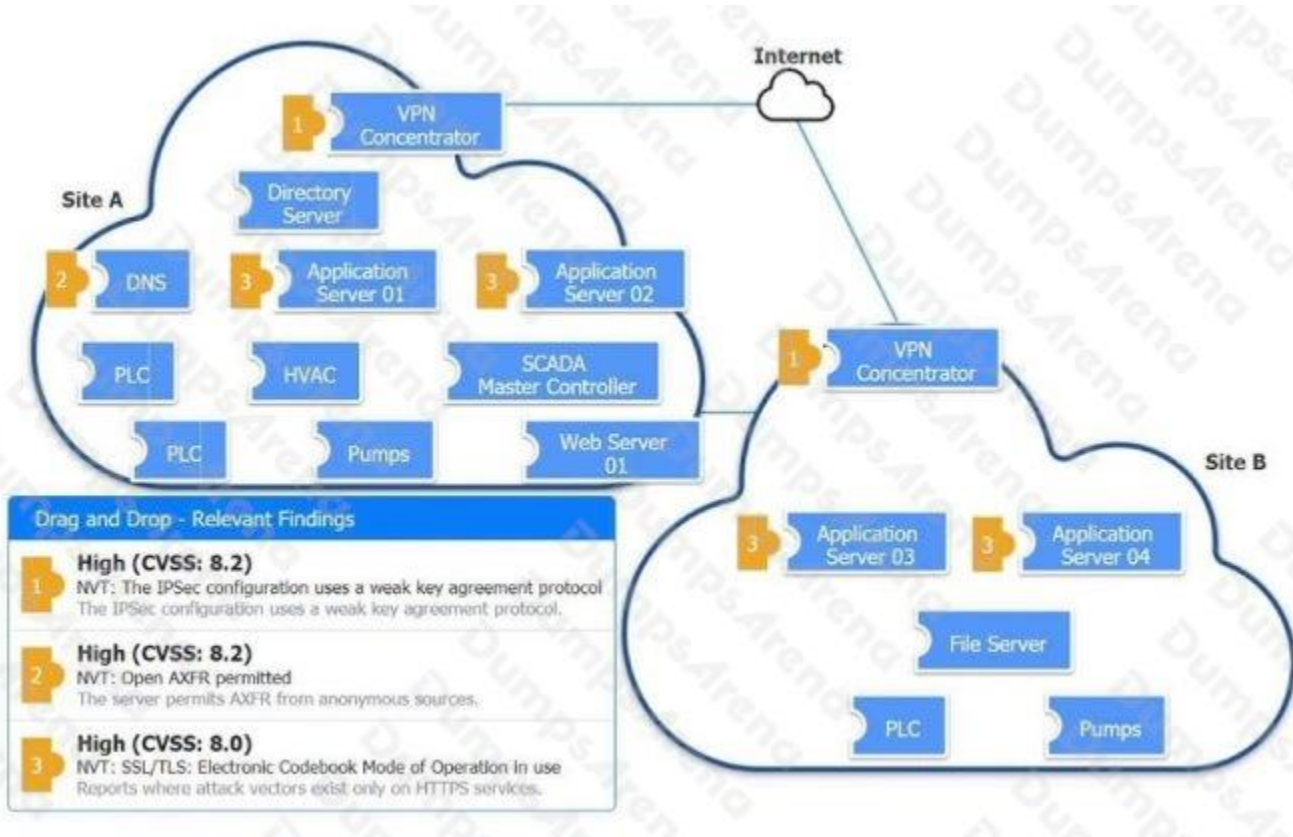 Internet
1
VPN
Concentrator
Site A
Directory
Server
2
DNS
3
Application
Server 01
3
Application
Server 02
1
VPN
Concentrator
PLC
HVAC
SCADA
Master Controller
PLC
Pumps
Web Server
01
Site B
Drag and Drop - Relevant Findings
1
High (CVSS: 8.2)
NVT: The IPSec configuration uses a weak key agreement protocol
The IPSec configuration uses a weak key agreement protocol.
2
High (CVSS: 8.2)
NVT: Open AXFR permitted
The server permits AXFR from anonymous sources.
3
High (CVSS: 8.0)
NVT: SSL/TLS: Electronic Codebook Mode of Operation in use
Reports where attack vectors exist only on HTTPS services.
3
Application
Server 03
3
Application
Server 04
File Server
PLC
Pumps
DumpsArena